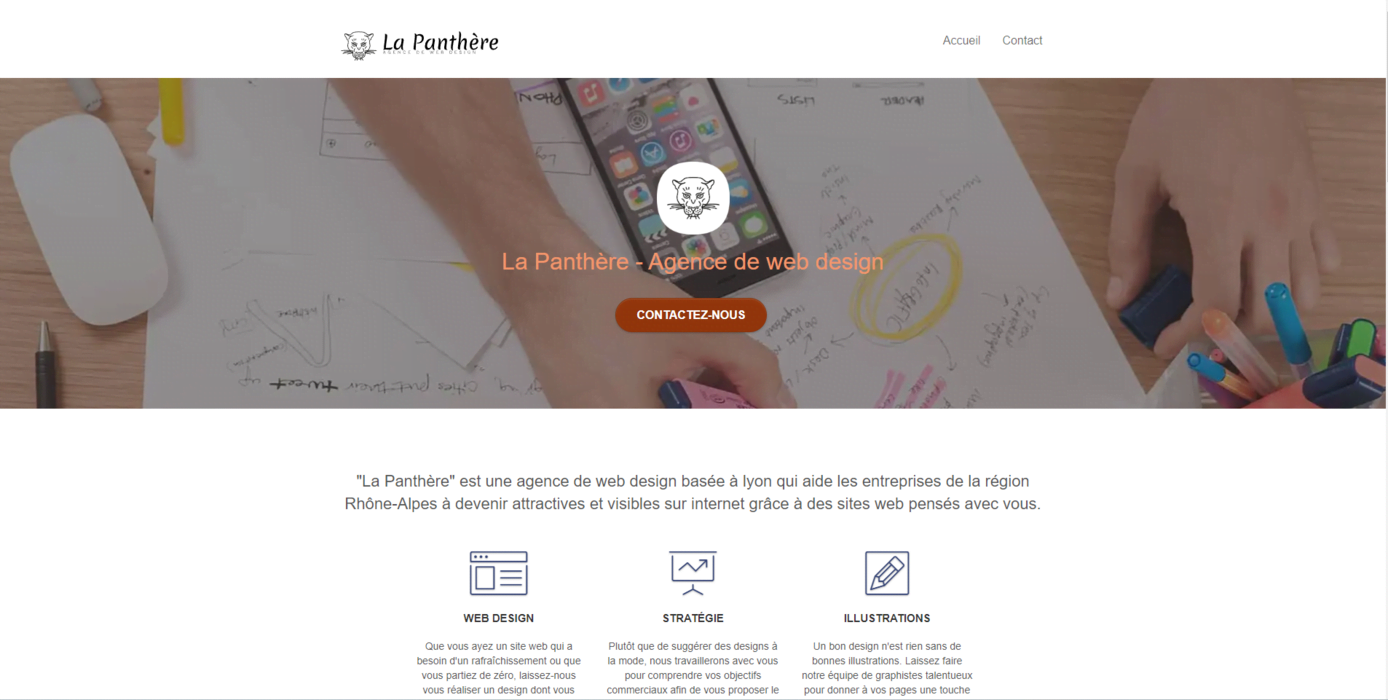 La Panthère
AGENCE DE WEB DESIGN
Accueil
Contact
PHON
LISTS
HEADER
La Panthère - Agence de web design
CONTACTEZ-NOUS
INFOGRAFIC
tweet
"La Panthère" est une agence de web design basée à lyon qui aide les entreprises de la région
Rhône-Alpes à devenir attractives et visibles sur internet grâce à des sites web pensés avec vous.
WEB DESIGN
Que vous ayez un site web qui a
besoin d'un rafraîchissement ou que
vous partiez de zéro, laissez-nous
vous réaliser un design dont vous
STRATÉGIE
Plutôt que de suggérer des designs à
la mode, nous travaillerons avec vous
pour comprendre vos objectifs
commerciaux afin de vous proposer le
ILLUSTRATIONS
Un bon design n'est rien sans de
bonnes illustrations. Laissez faire
notre équipe de graphistes talentueux
pour donner à vos pages une touche